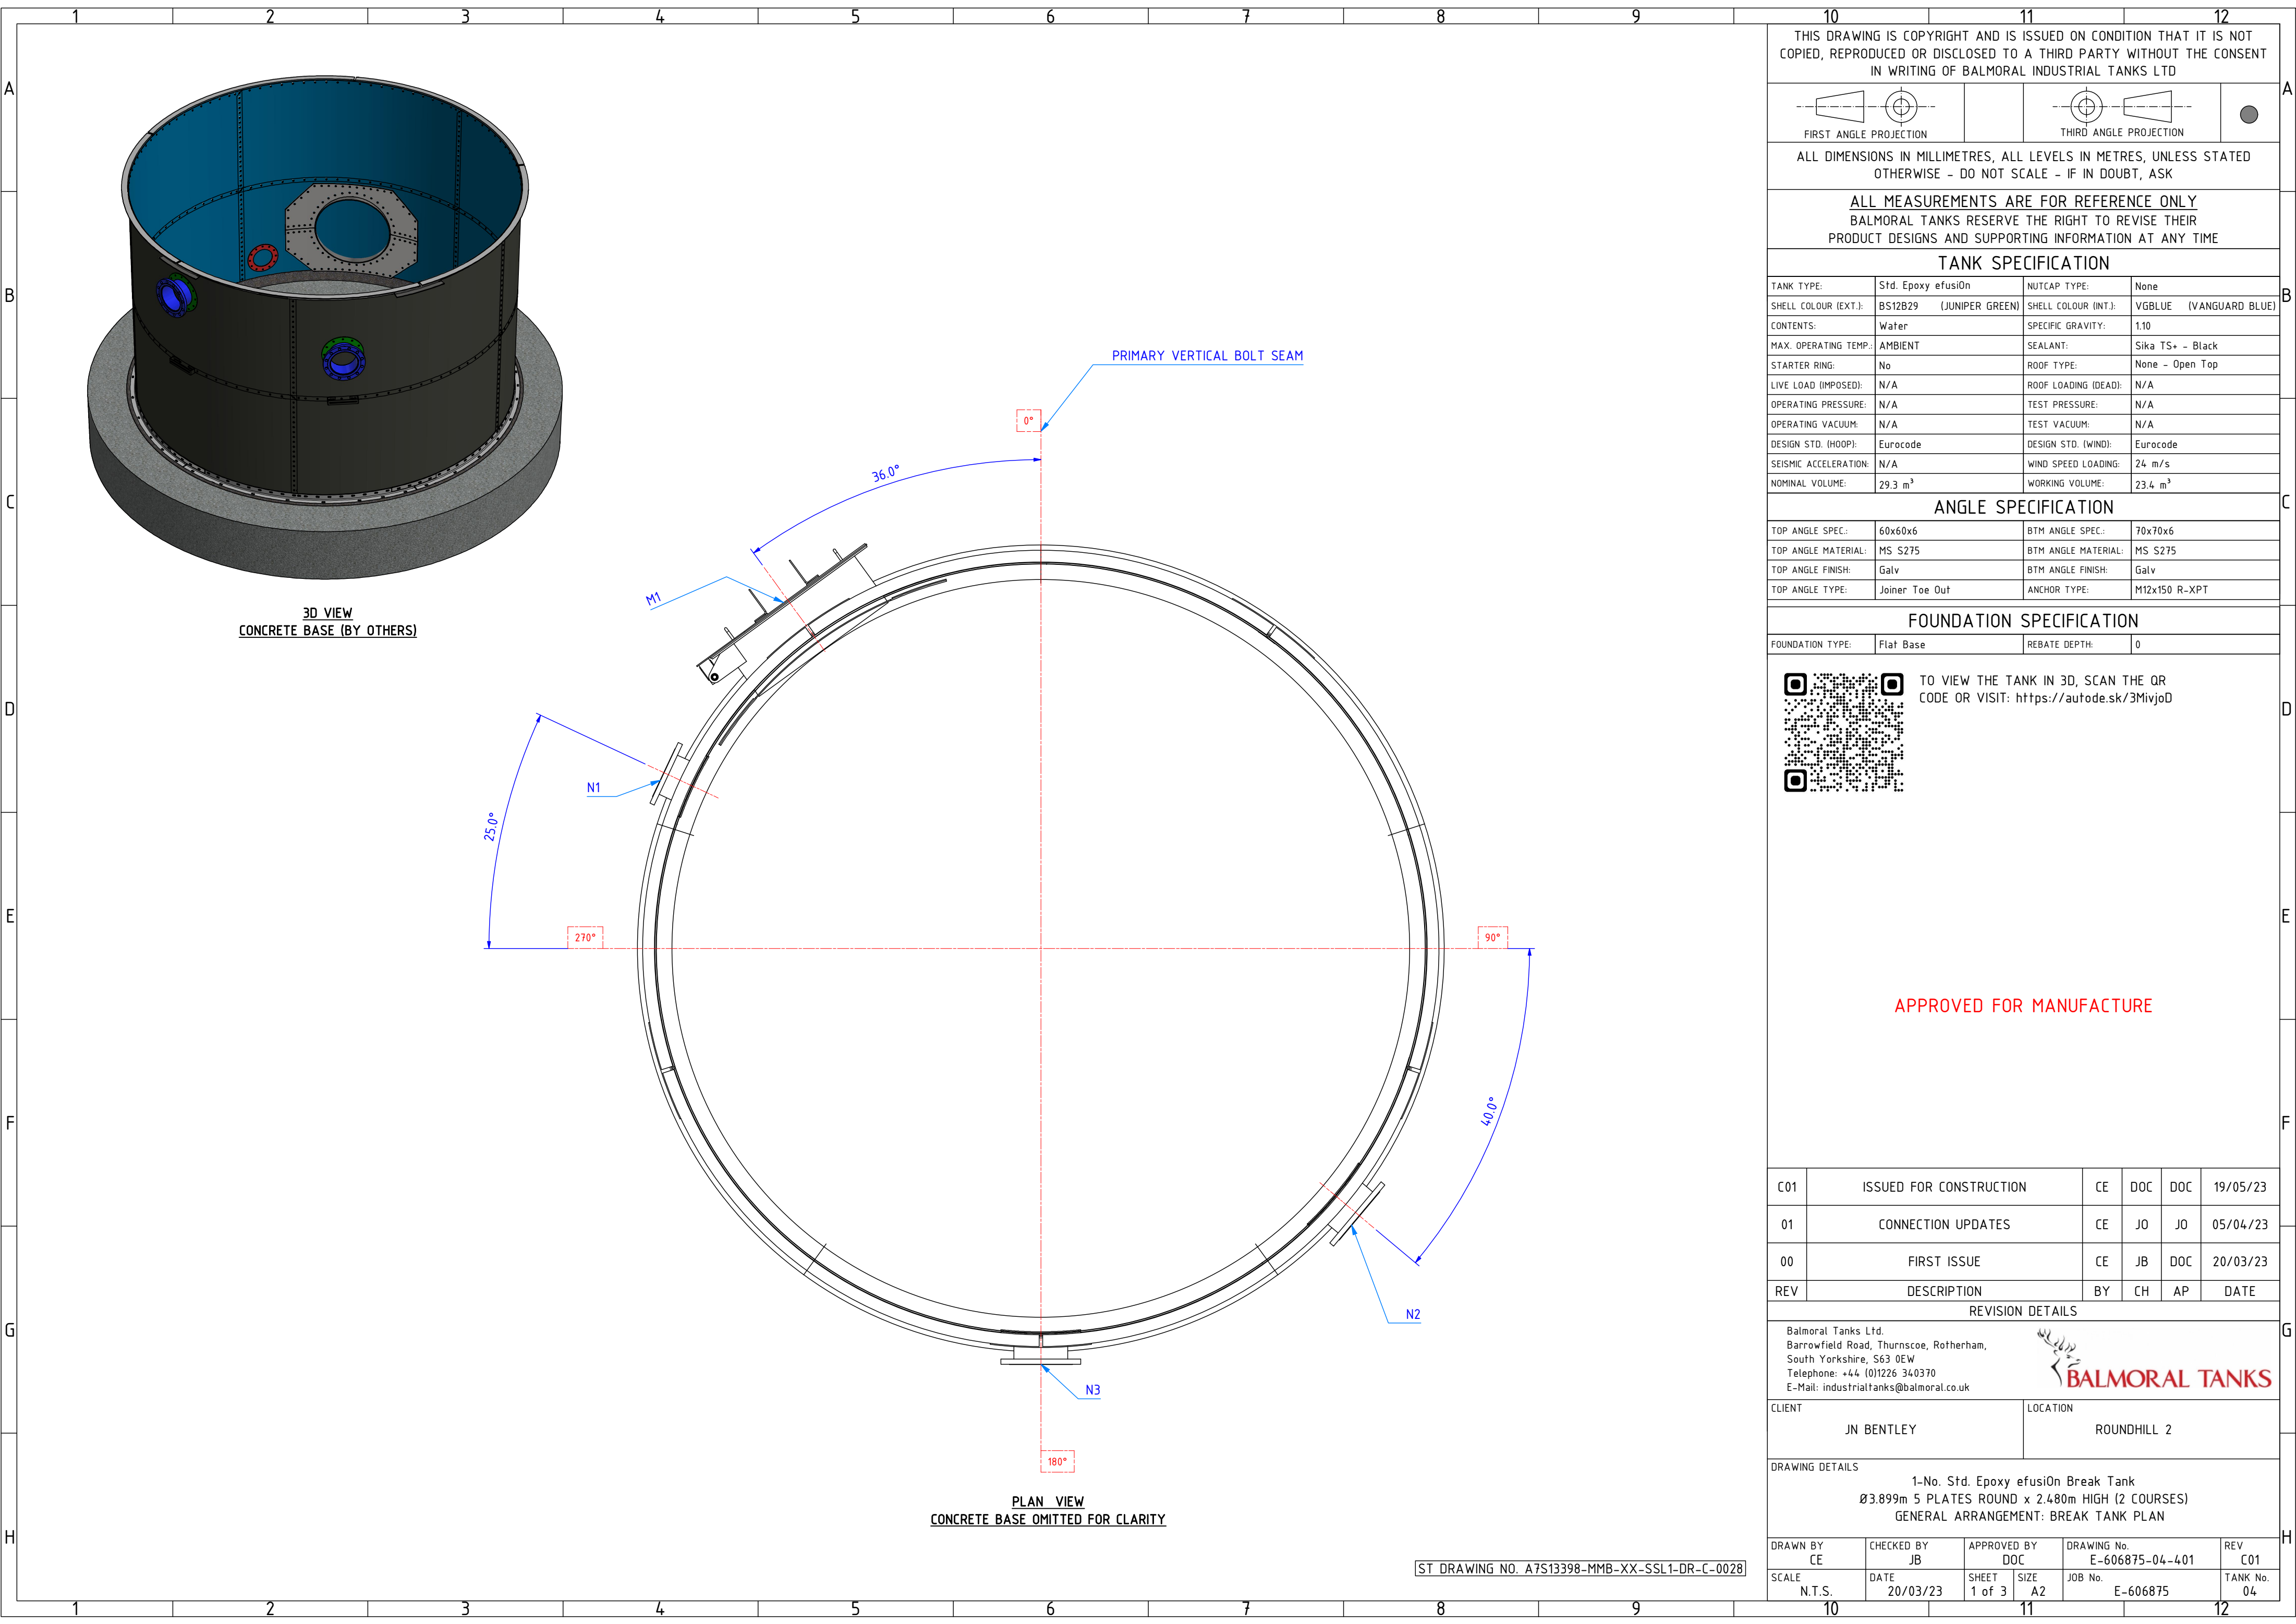 1 2 3 4 5 6 7 8 9 10 11 12
A
B
C
D
E
F
G
H
3D VIEW
CONCRETE BASE (BY OTHERS)
PRIMARY VERTICAL BOLT SEAM
0°
36.0°
M1
N1
25.0°
270°
90°
40.0°
N2
N3
180°
PLAN VIEW
CONCRETE BASE OMITTED FOR CLARITY
ST DRAWING NO. A7S13398-MMB-XX-SSL1-DR-C-0028
THIS DRAWING IS COPYRIGHT AND IS ISSUED ON CONDITION THAT IT IS NOT
COPIED, REPRODUCED OR DISCLOSED TO A THIRD PARTY WITHOUT THE CONSENT
IN WRITING OF BALMORAL INDUSTRIAL TANKS LTD
FIRST ANGLE PROJECTION
THIRD ANGLE PROJECTION
ALL DIMENSIONS IN MILLIMETRES, ALL LEVELS IN METRES, UNLESS STATED
OTHERWISE - DO NOT SCALE - IF IN DOUBT, ASK
ALL MEASUREMENTS ARE FOR REFERENCE ONLY
BALMORAL TANKS RESERVE THE RIGHT TO REVISE THEIR
PRODUCT DESIGNS AND SUPPORTING INFORMATION AT ANY TIME
TANK SPECIFICATION
TANK TYPE: Std. Epoxy efusiOn NUTCAP TYPE: None
SHELL COLOUR (EXT.): BS12B29 (JUNIPER GREEN) SHELL COLOUR (INT.): VGBLUE (VANGUARD BLUE)
CONTENTS: Water SPECIFIC GRAVITY: 1.10
MAX. OPERATING TEMP.: AMBIENT SEALANT: Sika TS+ - Black
STARTER RING: No ROOF TYPE: None - Open Top
LIVE LOAD (IMPOSED): N/A ROOF LOADING (DEAD): N/A
OPERATING PRESSURE: N/A TEST PRESSURE: N/A
OPERATING VACUUM: N/A TEST VACUUM: N/A
DESIGN STD. (HOOP): Eurocode DESIGN STD. (WIND): Eurocode
SEISMIC ACCELERATION: N/A WIND SPEED LOADING: 24 m/s
NOMINAL VOLUME: 29.3 m³ WORKING VOLUME: 23.4 m³
ANGLE SPECIFICATION
TOP ANGLE SPEC.: 60x60x6 BTM ANGLE SPEC.: 70x70x6
TOP ANGLE MATERIAL: MS S275 BTM ANGLE MATERIAL: MS S275
TOP ANGLE FINISH: Galv BTM ANGLE FINISH: Galv
TOP ANGLE TYPE: Joiner Toe Out ANCHOR TYPE: M12x150 R-XPT
FOUNDATION SPECIFICATION
FOUNDATION TYPE: Flat Base REBATE DEPTH: 0
TO VIEW THE TANK IN 3D, SCAN THE QR
CODE OR VISIT: https://autode.sk/3MivjoD
APPROVED FOR MANUFACTURE
C01 ISSUED FOR CONSTRUCTION CE DOC DOC 19/05/23
01 CONNECTION UPDATES CE JO JO 05/04/23
00 FIRST ISSUE CE JB DOC 20/03/23
REV DESCRIPTION BY CH AP DATE
REVISION DETAILS
Balmoral Tanks Ltd.
Barrowfield Road, Thurnscoe, Rotherham,
South Yorkshire, S63 0EW
Telephone: +44 (0)1226 340370
E-Mail: industrialtanks@balmoral.co.uk
BALMORAL TANKS
CLIENT LOCATION
JN BENTLEY ROUNDHILL 2
DRAWING DETAILS
1-No. Std. Epoxy efusiOn Break Tank
Ø3.899m 5 PLATES ROUND x 2.480m HIGH (2 COURSES)
GENERAL ARRANGEMENT: BREAK TANK PLAN
DRAWN BY CHECKED BY APPROVED BY DRAWING No. REV
CE JB DOC E-606875-04-401 C01
SCALE DATE SHEET SIZE JOB No. TANK No.
N.T.S. 20/03/23 1 of 3 A2 E-606875 04
A
B
C
D
E
F
G
H
1 2 3 4 5 6 7 8 9 10 11 12